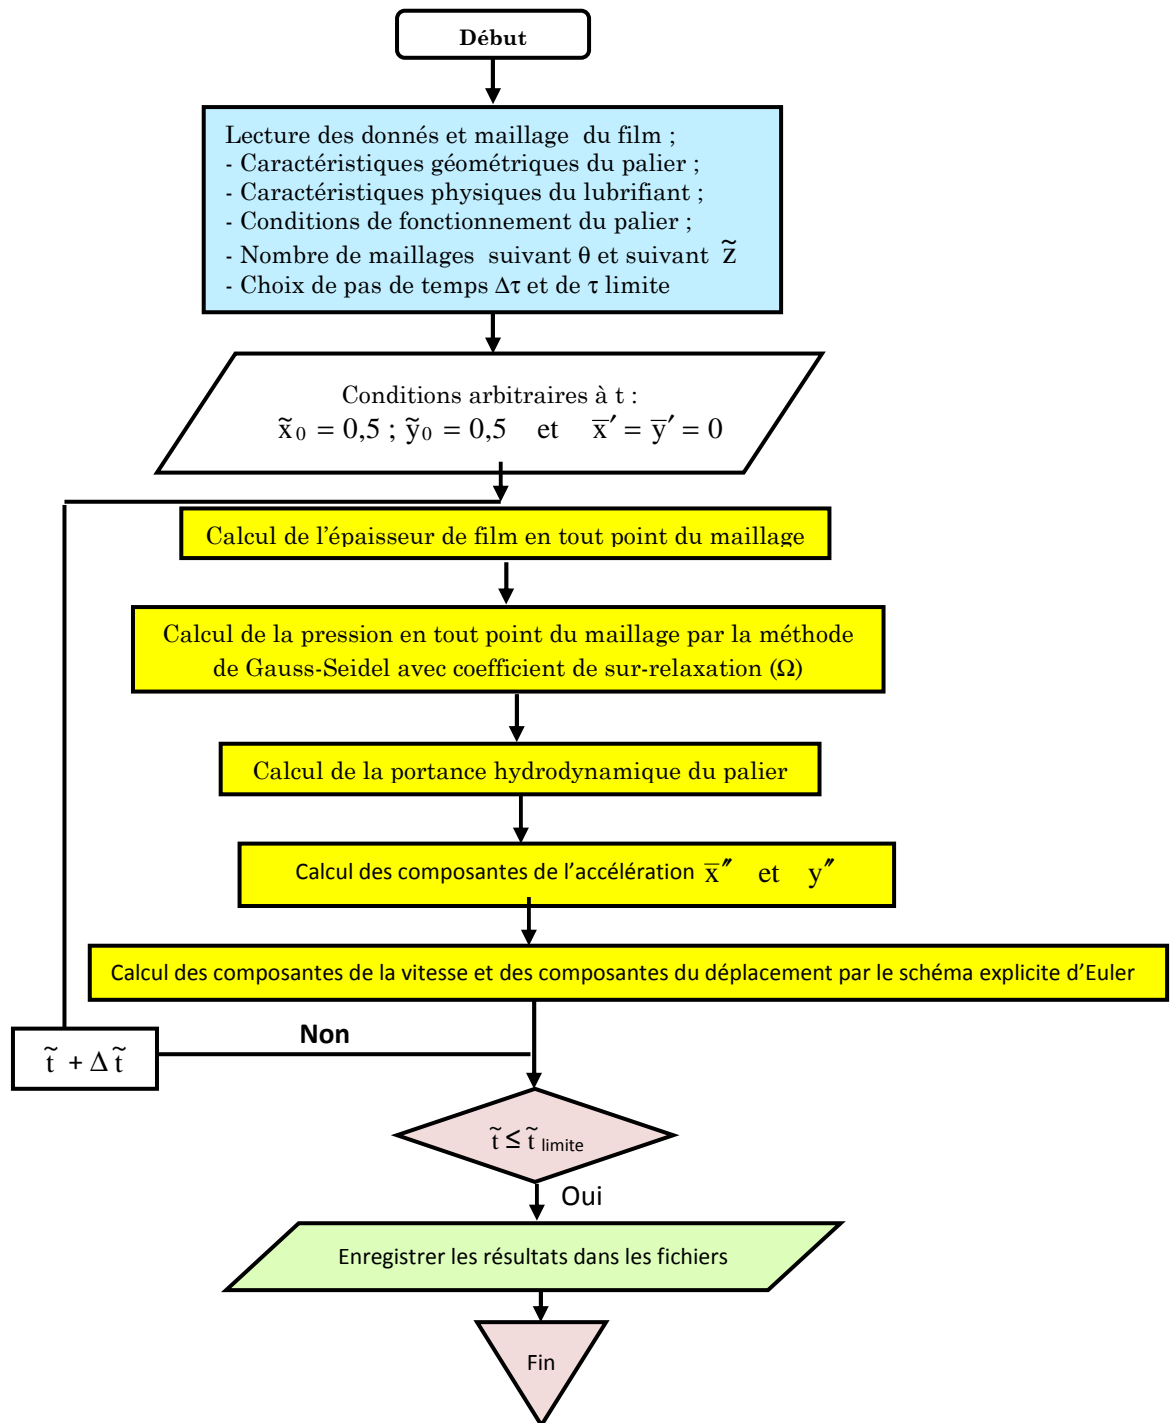 Début
Lecture des donnés et maillage du film ;
- Caractéristiques géométriques du palier ;
- Caractéristiques physiques du lubrifiant ;
- Conditions de fonctionnement du palier ;
- Nombre de maillages suivant θ et suivant z̃
- Choix de pas de temps Δτ et de τ limite
Conditions arbitraires à t :
x̃₀ = 0,5 ; ỹ₀ = 0,5 et x̅′ = y̅′ = 0
Calcul de l’épaisseur de film en tout point du maillage
Calcul de la pression en tout point du maillage par la méthode
de Gauss-Seidel avec coefficient de sur-relaxation (Ω)
Calcul de la portance hydrodynamique du palier
Calcul des composantes de l’accélération x̅″ et y″
Calcul des composantes de la vitesse et des composantes du déplacement par le schéma explicite d’Euler
Non
t̃ + Δ t̃
t̃ ≤ t̃ limite
Oui
Enregistrer les résultats dans les fichiers
Fin